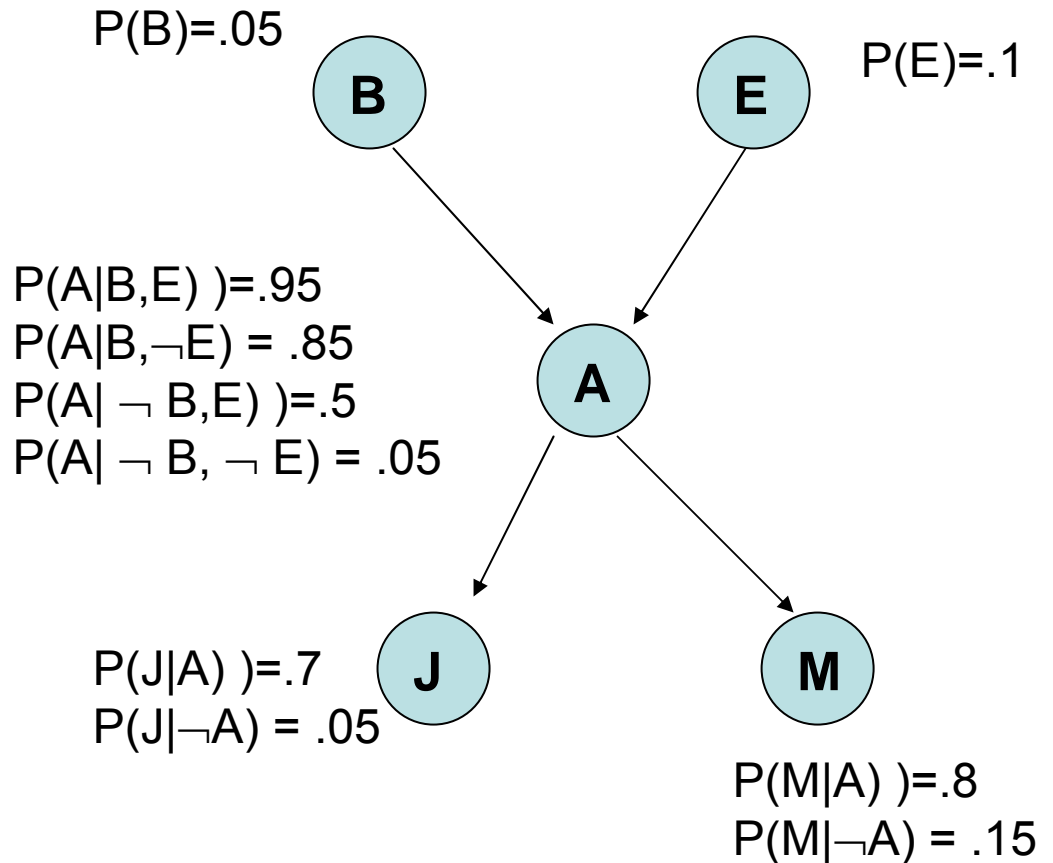 P(B)=.05
B
E
P(E)=.1
P(A|B,E) )=.95
P(A|B,¬E) = .85
P(A| ¬ B,E) )=.5
P(A| ¬ B, ¬ E) = .05
A
P(J|A) )=.7
P(J|¬A) = .05
J
M
P(M|A) )=.8
P(M|¬A) = .15